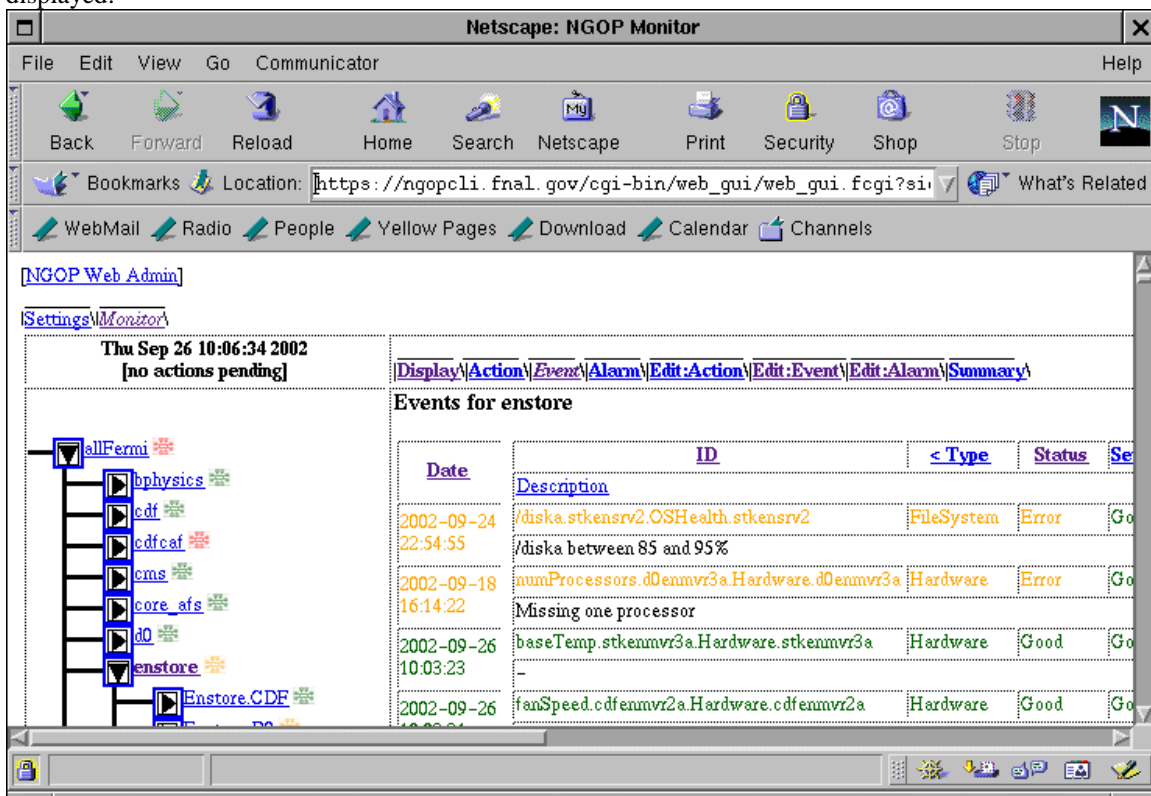 displayed.
Netscape: NGOP Monitor
File Edit View Go Communicator Help
Back Forward Reload Home Search Netscape Print Security Shop Stop
My
N
Bookmarks Location: https://ngopcli.fnal.gov/cgi-bin/web_gui/web_gui.fcgi?si What's Related
WebMail Radio People Yellow Pages Download Calendar Channels
[NGOP Web Admin]
|Settings\|Monitor\
Thu Sep 26 10:06:34 2002
[no actions pending]
allFermi
bphysics
cdf
cdfcaf
cms
core_afs
d0
enstore
Enstore.CDF
|Display\|Action\|Event\|Alarm\|Edit:Action\|Edit:Event\|Edit:Alarm\|Summary\
Events for enstore
Date ID < Type Status Se
Description
2002-09-24 /diska.stkensrv2.OSHealth.stkensrv2 FileSystem Error Go
22:54:55 /diska between 85 and 95%
2002-09-18 numProcessors.d0enmvr3a.Hardware.d0enmvr3a Hardware Error Go
16:14:22 Missing one processor
2002-09-26 baseTemp.stkenmvr3a.Hardware.stkenmvr3a Hardware Good Go
10:03:23 –
2002-09-26 fanSpeed.cdfenmvr2a.Hardware.cdfenmvr2a Hardware Good Go